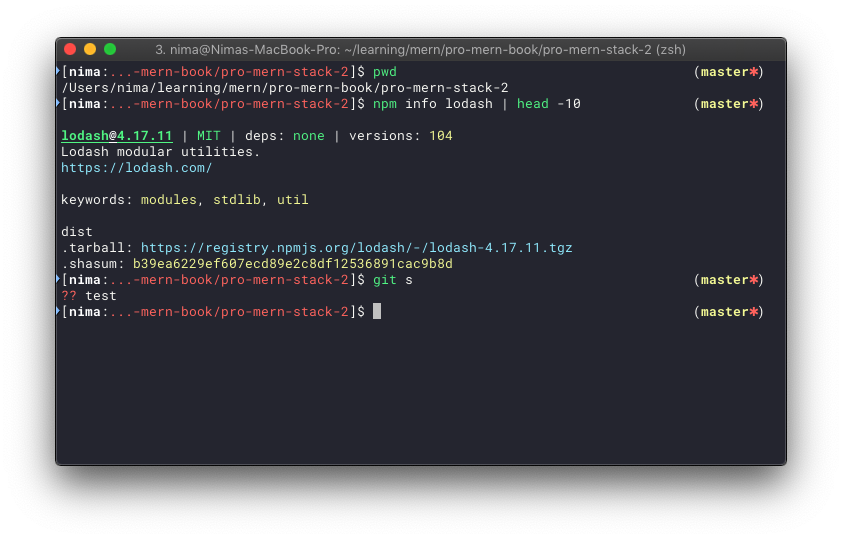 3. nima@Nimas-MacBook-Pro: ~/learning/mern/pro-mern-book/pro-mern-stack-2 (zsh)
[nima:...-mern-book/pro-mern-stack-2]$ pwd (master✱)
/Users/nima/learning/mern/pro-mern-book/pro-mern-stack-2
[nima:...-mern-book/pro-mern-stack-2]$ npm info lodash | head -10 (master✱)
lodash@4.17.11 | MIT | deps: none | versions: 104
Lodash modular utilities.
https://lodash.com/
keywords: modules, stdlib, util
dist
.tarball: https://registry.npmjs.org/lodash/-/lodash-4.17.11.tgz
.shasum: b39ea6229ef607ecd89e2c8df12536891cac9b8d
[nima:...-mern-book/pro-mern-stack-2]$ git s (master✱)
?? test
[nima:...-mern-book/pro-mern-stack-2]$ (master✱)